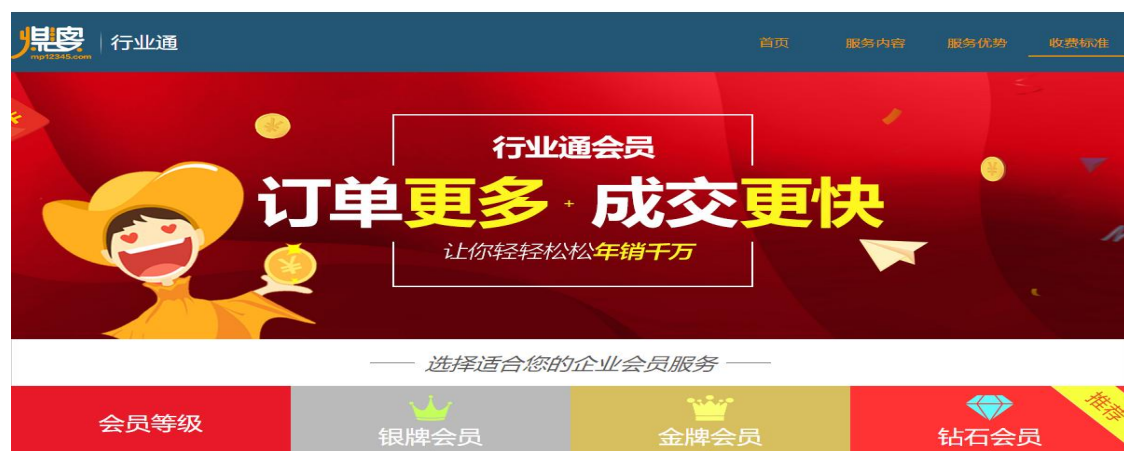 煤客
mp12345.com
行业通
首页 服务内容 服务优势 收费标准
行业通会员
订单更多+成交更快
让你轻轻松松年销千万
选择适合您的企业会员服务
会员等级 银牌会员 金牌会员 钻石会员 推荐